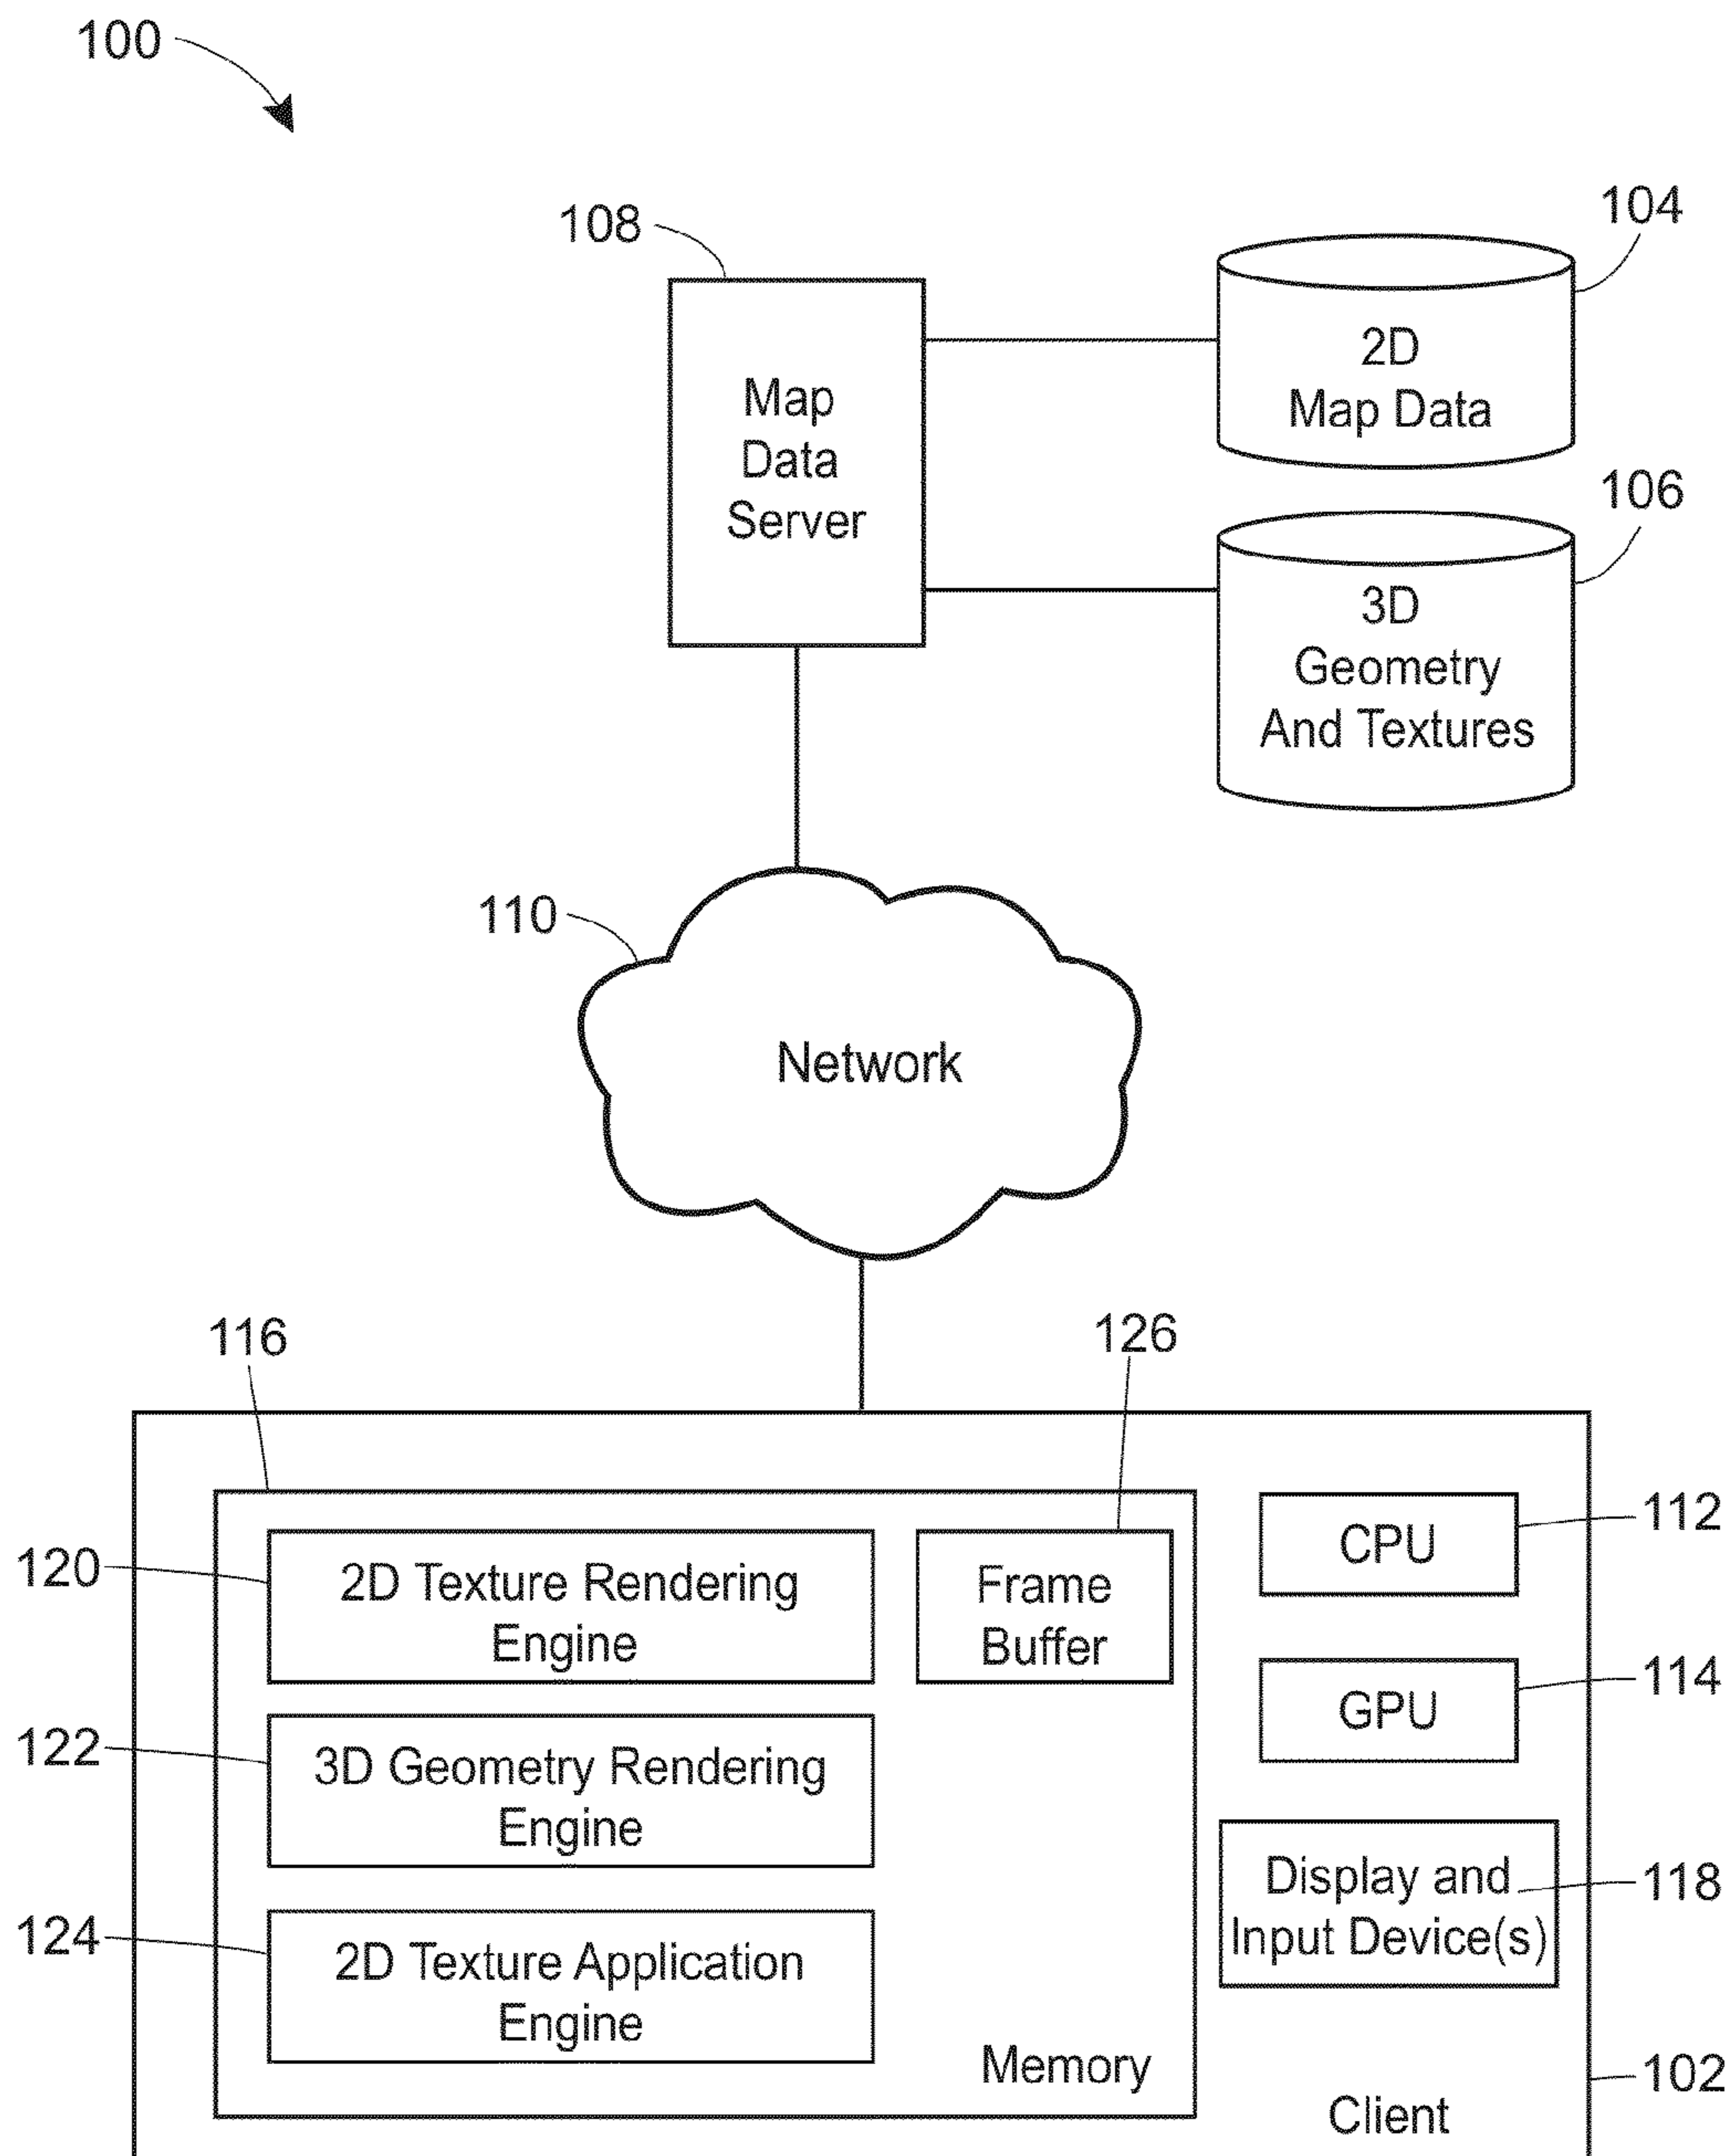 100
108
104
Map
Data
Server
2D
Map Data
106
3D
Geometry
And Textures
110
Network
116
126
120
2D Texture Rendering
Engine
Frame
Buffer
CPU
112
122
3D Geometry Rendering
Engine
GPU
114
124
2D Texture Application
Engine
Display and
Input Device(s)
118
Memory
Client
102